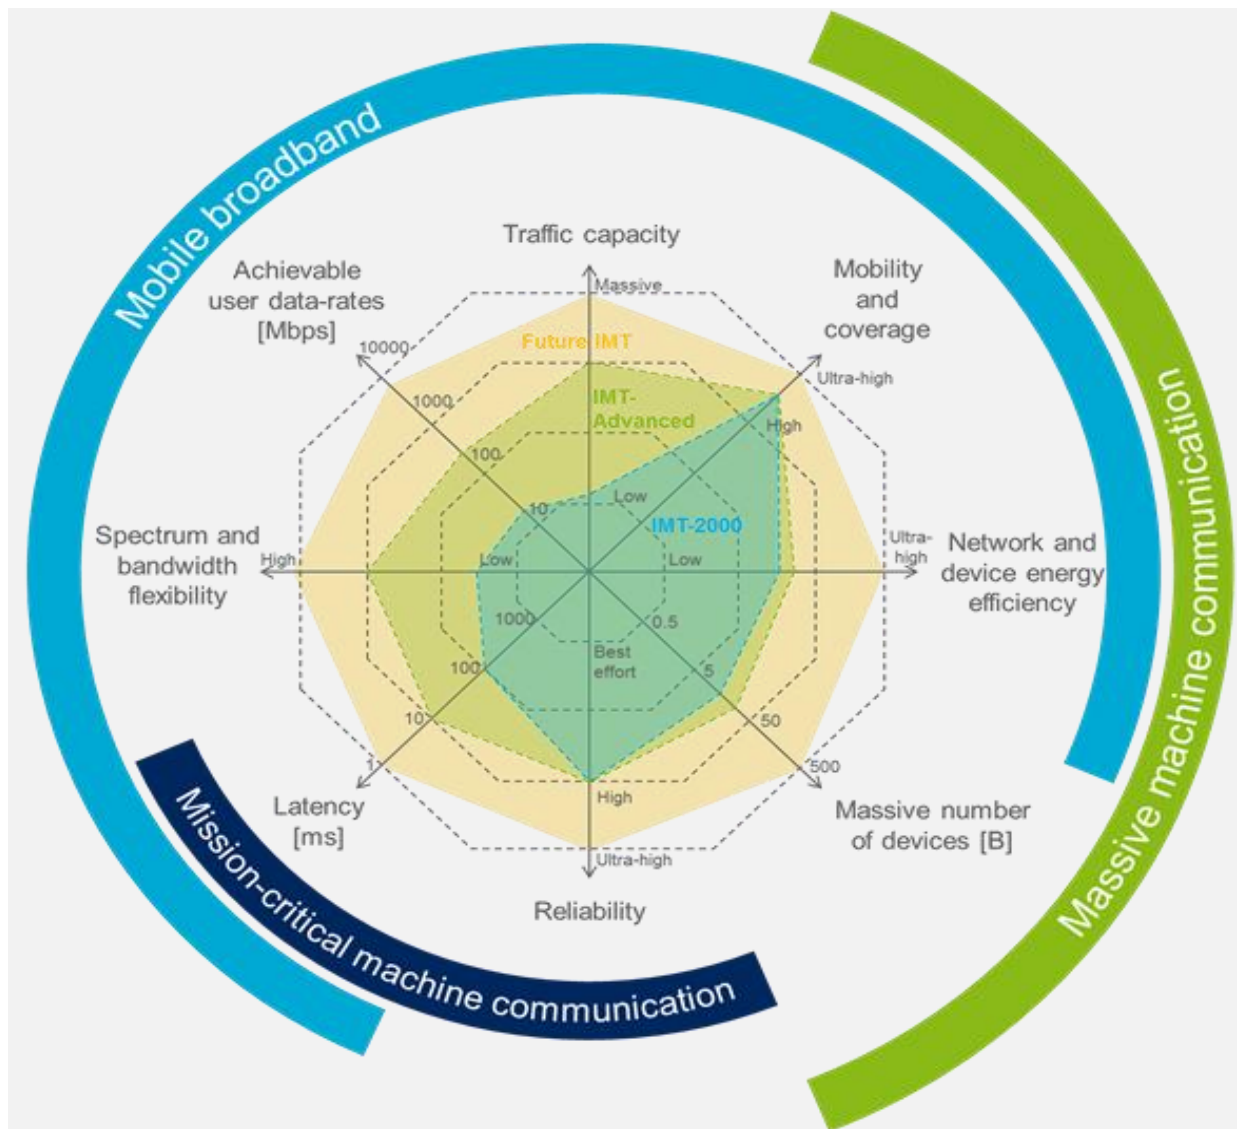 Mobile broadband
Massive machine communication
Mission-critical machine communication
Traffic capacity
Massive
Achievable
user data-rates
[Mbps]
10000
1000
100
10
Mobility
and
coverage
Ultra-high
High
Low
Future IMT
IMT-
Advanced
IMT-2000
Spectrum and
bandwidth
flexibility
High
Low
Low
Ultra-
high
Network and
device energy
efficiency
1000
100
10
1
Latency
[ms]
Best
effort
High
Ultra-high
Reliability
0.5
5
50
500
Massive number
of devices [B]